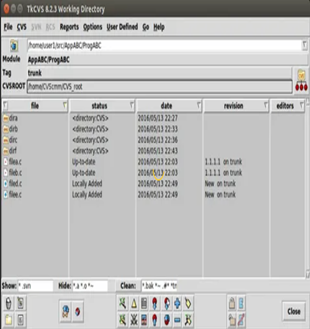 TkCVS 8.2.3 Working Directory
File CVS SVN RCS Reports Options User Defined Go Help
/home/user1/src/AppABC/ProgABC
Module AppABC/ProgABC
Tag trunk
CVSROOT /home/CVScmm/CVS_root
file status date revision editors
dira <directory:CVS> 2016/05/13 22:27
dirb <directory:CVS> 2016/05/13 22:33
dirc <directory:CVS> 2016/05/13 22:36
dirf <directory:CVS> 2016/05/13 22:43
filea.c Up-to-date 2016/05/13 22:03 1.1.1.1 on trunk
fileb.c Up-to-date 2016/05/13 22:03 1.1.1.1 on trunk
filed.c Locally Added 2016/05/13 22:49 New on trunk
filee.c Locally Added 2016/05/13 22:49 New on trunk
Show: *.svn Hide: *.a *.o *~ Clean: *.bak *~ .#*
Close